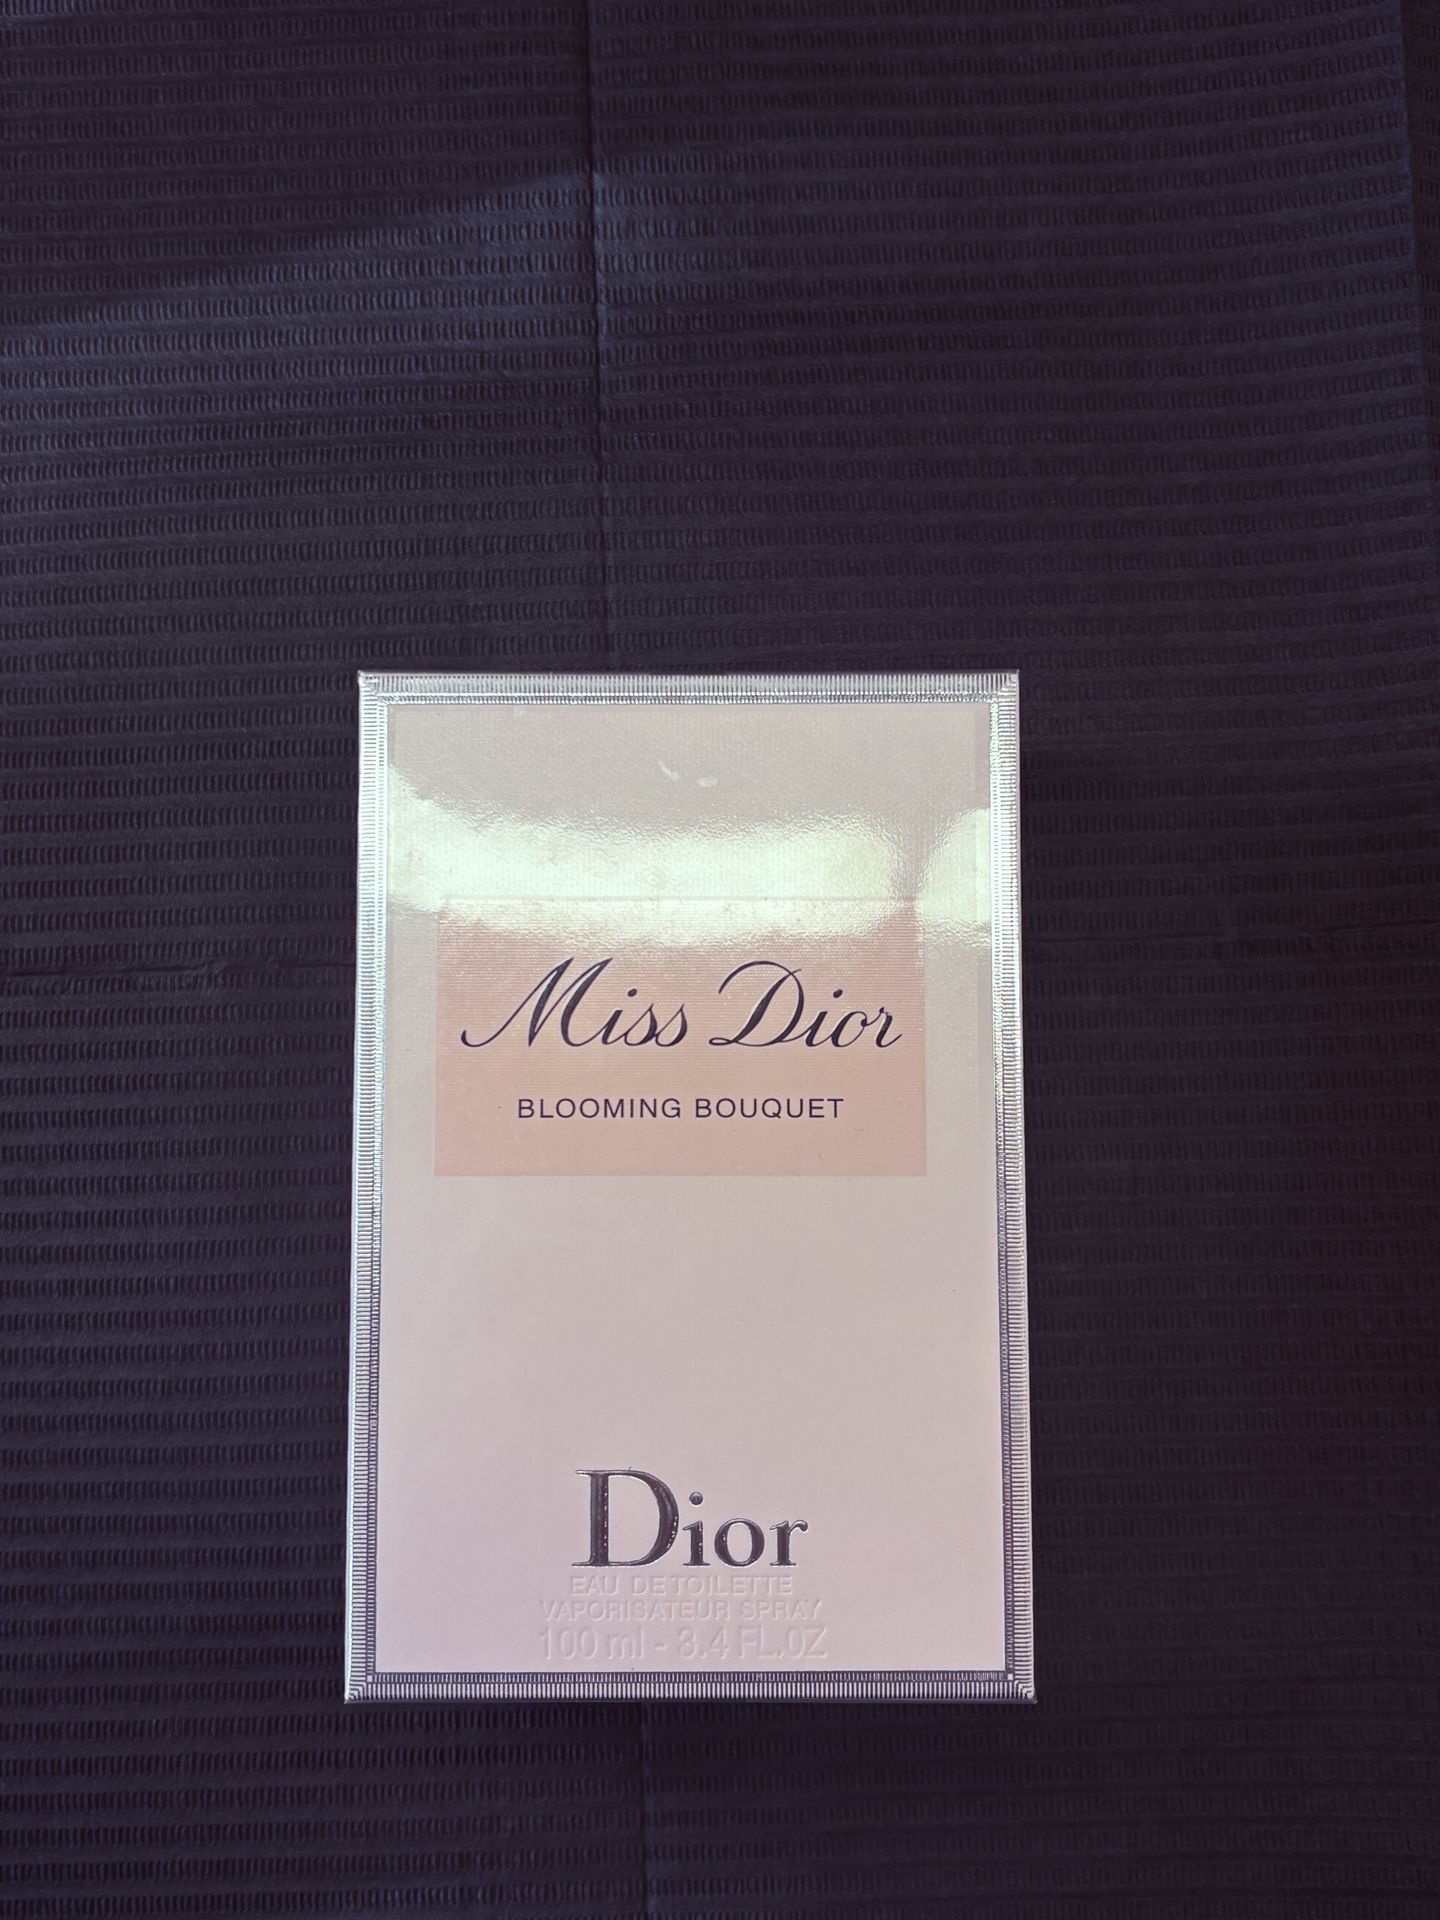 Miss Dior
BLOOMING BOUQUET
Dior
EAU DE TOILETTE
VAPORISATEUR SPRAY
100 ml - 3.4 FL.OZ